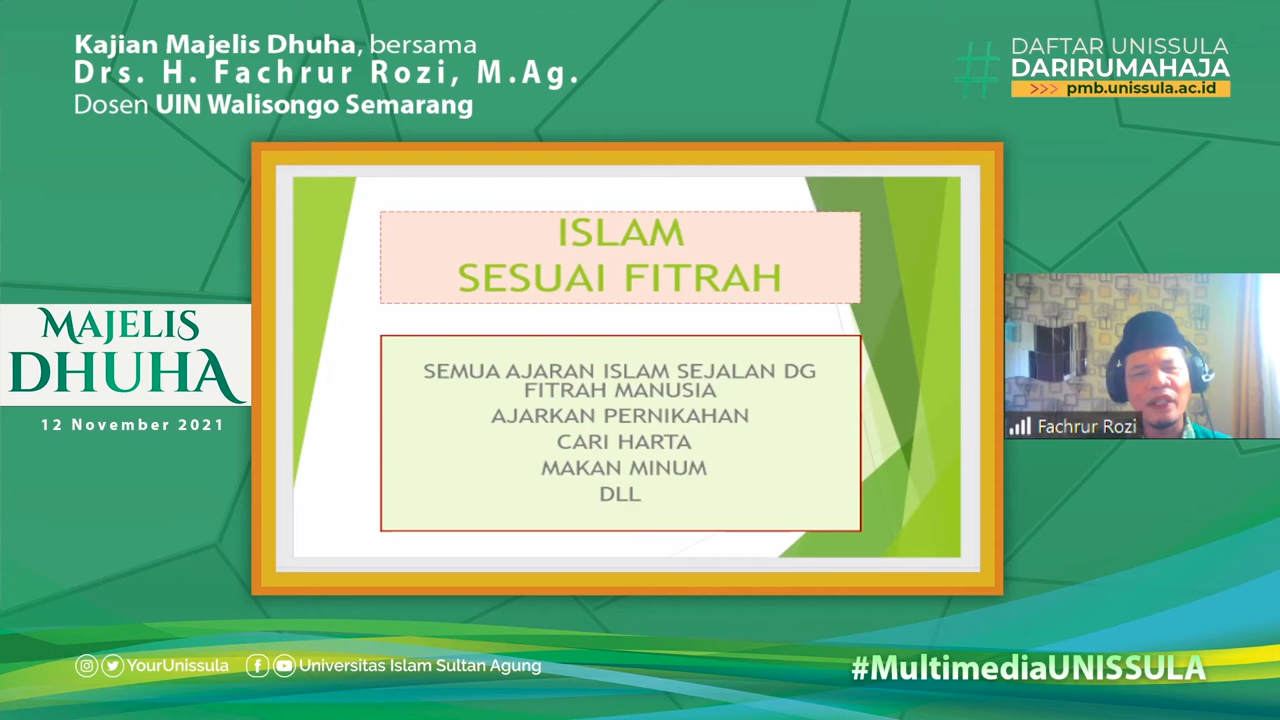 Kajian Majelis Dhuha, bersama
Drs. H. Fachrur Rozi, M.Ag.
Dosen UIN Walisongo Semarang
# DAFTAR UNISSULA
DARIRUMAHAJA
>>> pmb.unissula.ac.id
ISLAM
SESUAI FITRAH
SEMUA AJARAN ISLAM SEJALAN DG
FITRAH MANUSIA
AJARKAN PERNIKAHAN
CARI HARTA
MAKAN MINUM
DLL
MAJELIS
DHUHA
12 November 2021
Fachrur Rozi
YourUnissula
Universitas Islam Sultan Agung
#MultimediaUNISSULA